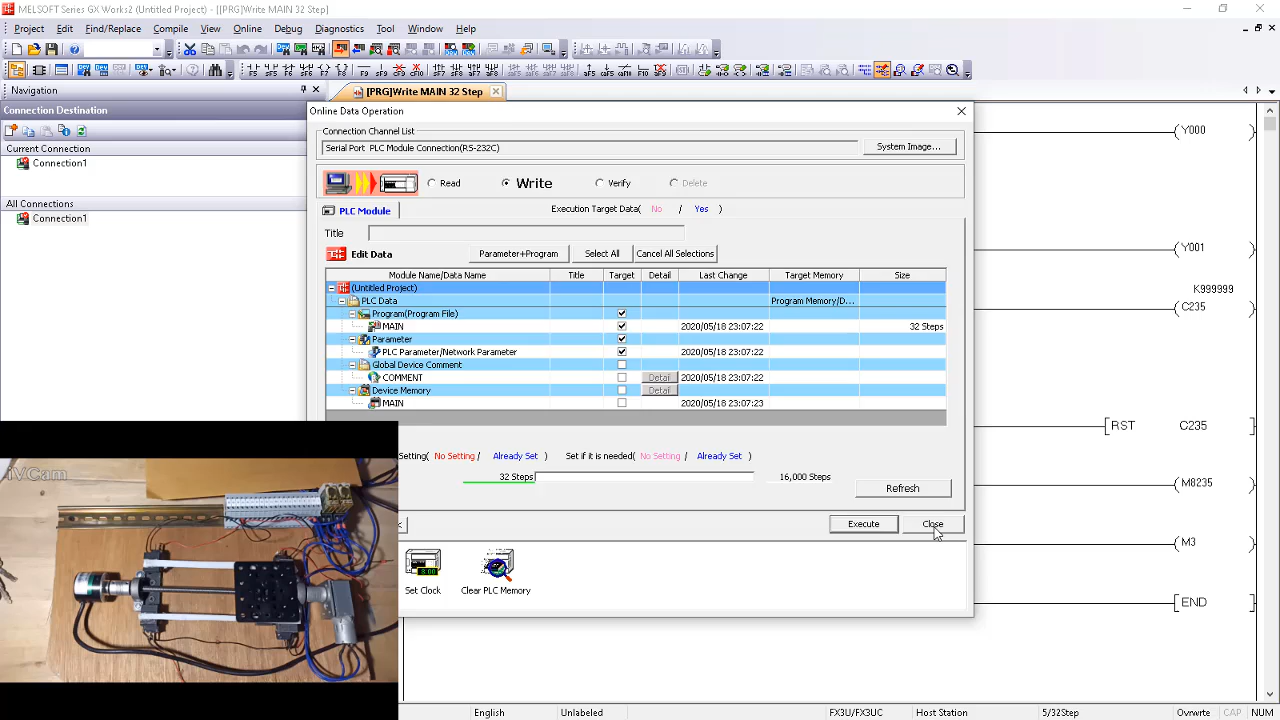 MELSOFT Series GX Works2 (Untitled Project) - [[PRG]Write MAIN 32 Step]
Project Edit Find/Replace Compile View Online Debug Diagnostics Tool Window Help
Navigation
[PRG]Write MAIN 32 Step
Connection Destination
Current Connection
Connection1
All Connections
Connection1
Online Data Operation
Connection Channel List
Serial Port PLC Module Connection(RS-232C)
System Image...
Read Write Verify Delete
PLC Module Execution Target Data( No / Yes )
Title
Edit Data Parameter+Program Select All Cancel All Selections
Module Name/Data Name Title Target Detail Last Change Target Memory Size
(Untitled Project)
PLC Data Program Memory/D...
Program(Program File)
MAIN 2020/05/18 23:07:22 32 Steps
Parameter
PLC Parameter/Network Parameter 2020/05/18 23:07:22
Global Device Comment
COMMENT Detail 2020/05/18 23:07:22
Device Memory Detail
MAIN 2020/05/18 23:07:23
Setting( No Setting / Already Set ) Set if it is needed( No Setting / Already Set )
32 Steps 16,000 Steps
Refresh
Execute Close
Set Clock Clear PLC Memory
Y000
Y001
K999999
C235
RST C235
M8235
M3
END
iVCam
English Unlabeled FX3U/FX3UC Host Station 5/32Step Ovrwrte CAP NUM